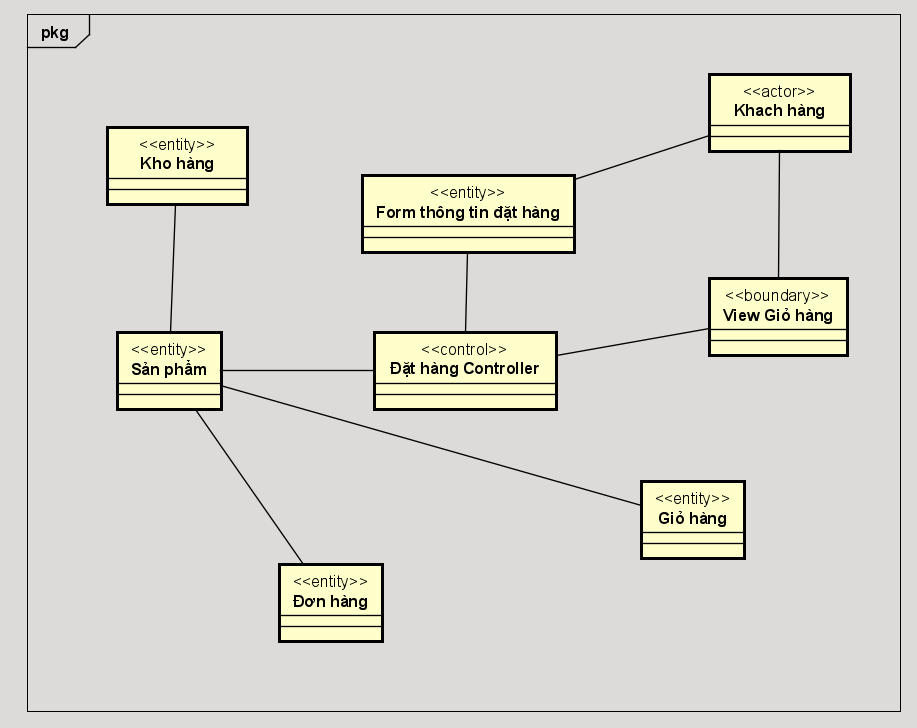 pkg
<<actor>>
Khach hàng
<<entity>>
Kho hàng
<<entity>>
Form thông tin đặt hàng
<<boundary>>
View Giỏ hàng
<<entity>>
Sản phẩm
<<control>>
Đặt hàng Controller
<<entity>>
Giỏ hàng
<<entity>>
Đơn hàng